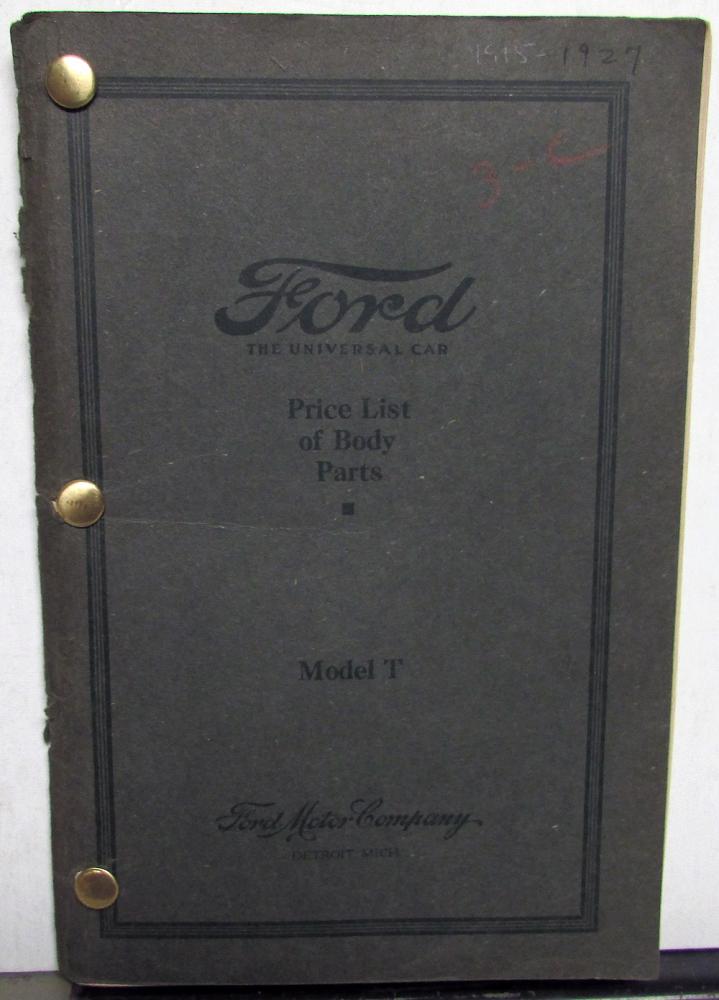 1915-1927
3-C
Ford
THE UNIVERSAL CAR
Price List
of Body
Parts
Model T
Ford Motor Company
DETROIT, MICH.